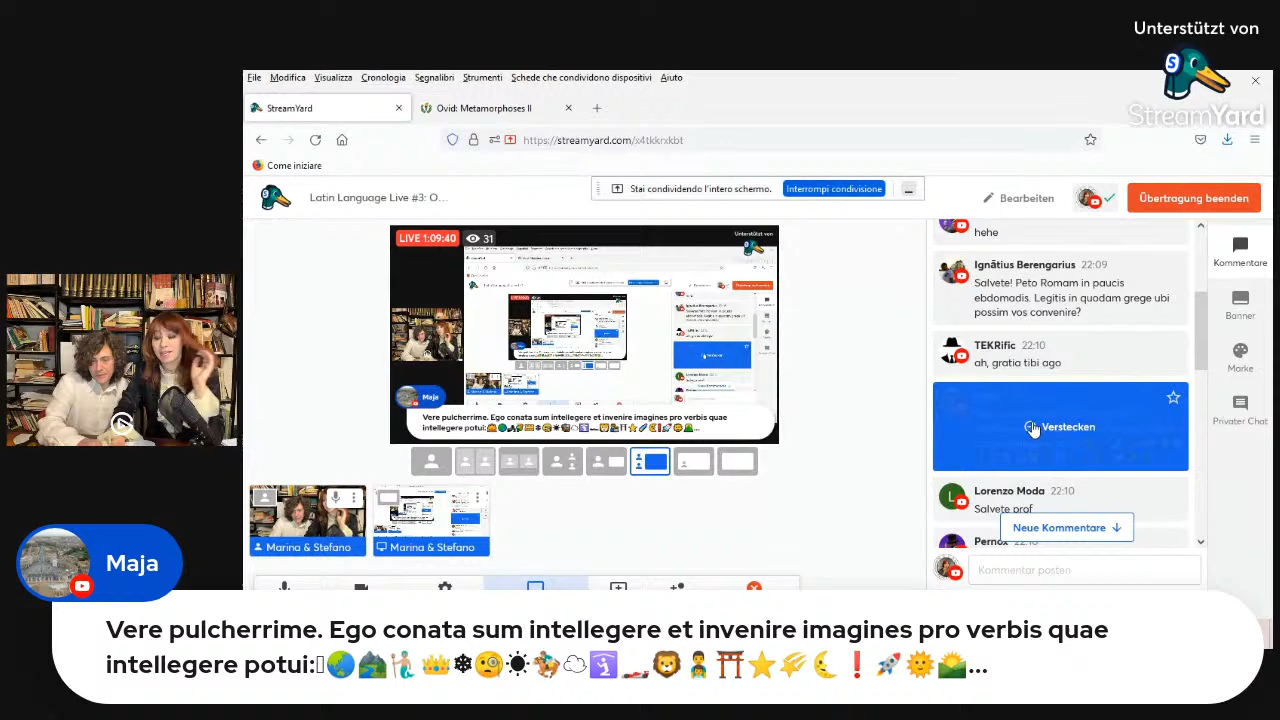 Unterstützt von
StreamYard
File Modifica Visualizza Cronologia Segnalibri Strumenti Schede che condividono dispositivi Aiuto
StreamYard
Ovid: Metamorphoses II
https://streamyard.com/x4tkkrxkbt
Come iniziare
Stai condividendo l'intero schermo. Interrompi condivisione
Latin Language Live #3: O...
Bearbeiten
Übertragung beenden
LIVE 1:09:40 31
Unterstützt von
Maja
Vere pulcherrime. Ego conata sum intellegere et invenire imagines pro verbis quae
intellegere potui:
Marina & Stefano
Marina & Stefano
hehe
Ignātius Berengarius 22:09
Salvete! Peto Romam in paucis
ebdomadis. Legitis in quodam grege ubi
possim vos convenire?
TEKRific 22:10
ah, gratia tibi ago
Verstecken
Lorenzo Moda 22:10
Salvete prof
Neue Kommentare
Pernox 22:10
Kommentar posten
Kommentare
Banner
Marke
Privater Chat
Maja
Vere pulcherrime. Ego conata sum intellegere et invenire imagines pro verbis quae
intellegere potui:🌏🏞🧜‍♂️👑❄🧐☀🏇☁🛐🏎🦁👨‍👦⛩⭐🌠🌜❗🚀🌞🌄...